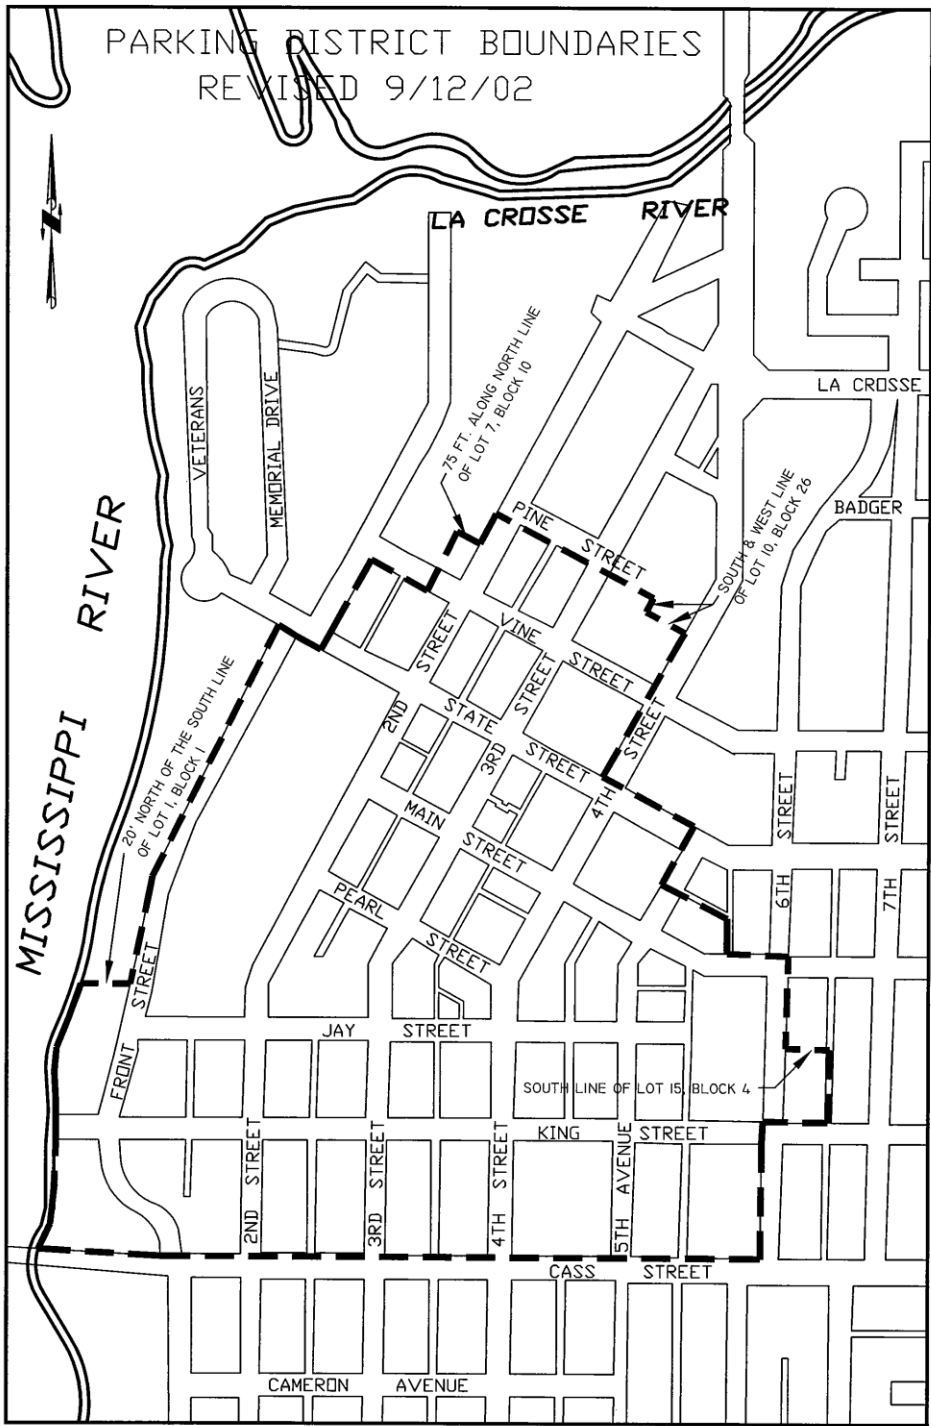 PARKING DISTRICT BOUNDARIES
REVISED 9/12/02
LA CROSSE RIVER
N
75 FT. ALONG NORTH LINE
OF LOT 7, BLOCK 10
LA CROSSE
VETERANS
MEMORIAL DRIVE
SOUTH & WEST LINE
OF LOT 10, BLOCK 26
BADGER
PINE STREET
MISSISSIPPI RIVER
VINE STREET
20' NORTH OF THE SOUTH LINE
OF LOT 1, BLOCK 1
2ND STREET
STATE STREET
3RD STREET
4TH STREET
MAIN STREET
6TH STREET
7TH STREET
PEARL STREET
FRONT STREET
JAY STREET
SOUTH LINE OF LOT 15, BLOCK 4
KING STREET
2ND STREET
3RD STREET
4TH STREET
5TH AVENUE
CASS STREET
CAMERON AVENUE